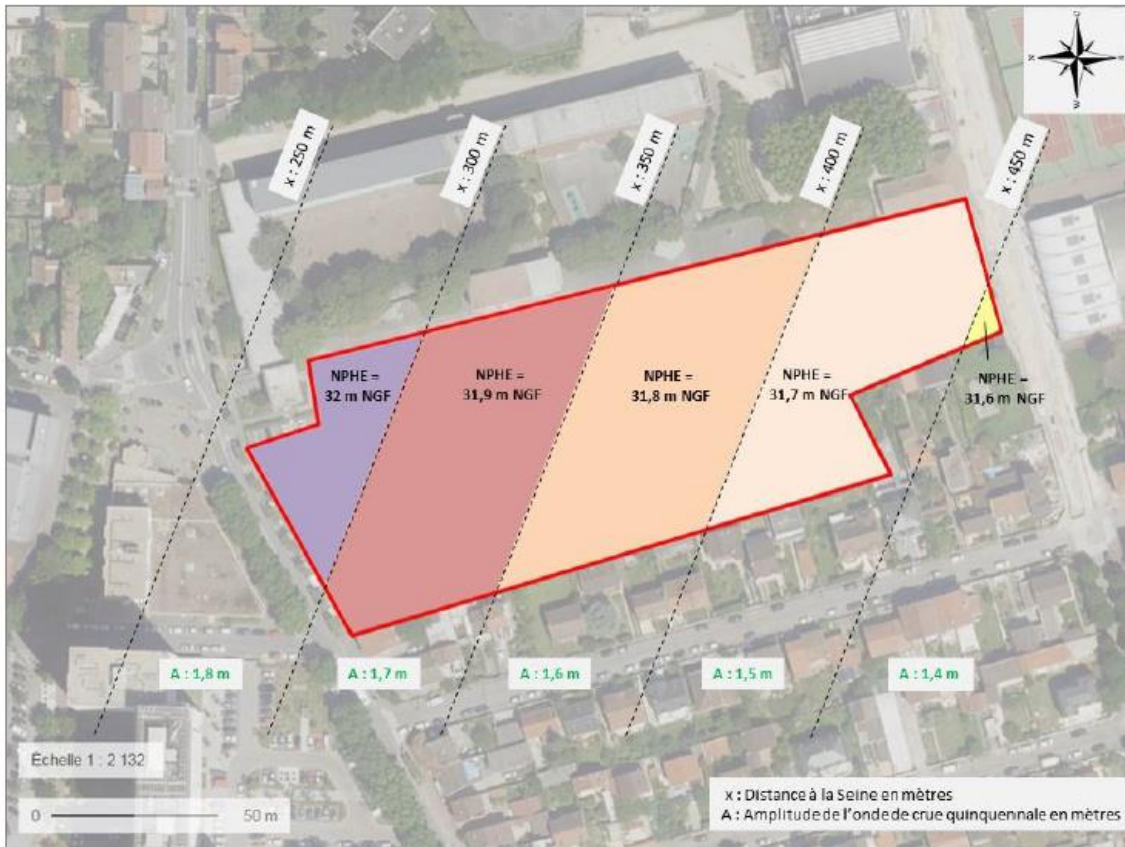 x : 250 m
x : 300 m
x : 350 m
x : 400 m
x : 450 m
NPHE =
32 m NGF
NPHE =
31,9 m NGF
NPHE =
31,8 m NGF
NPHE =
31,7 m NGF
NPHE =
31,6 m NGF
A : 1,8 m
A : 1,7 m
A : 1,6 m
A : 1,5 m
A : 1,4 m
Échelle 1 : 2 132
0 50 m
x : Distance à la Seine en mètres
A : Amplitude de l'onde de crue quinquennale en mètres